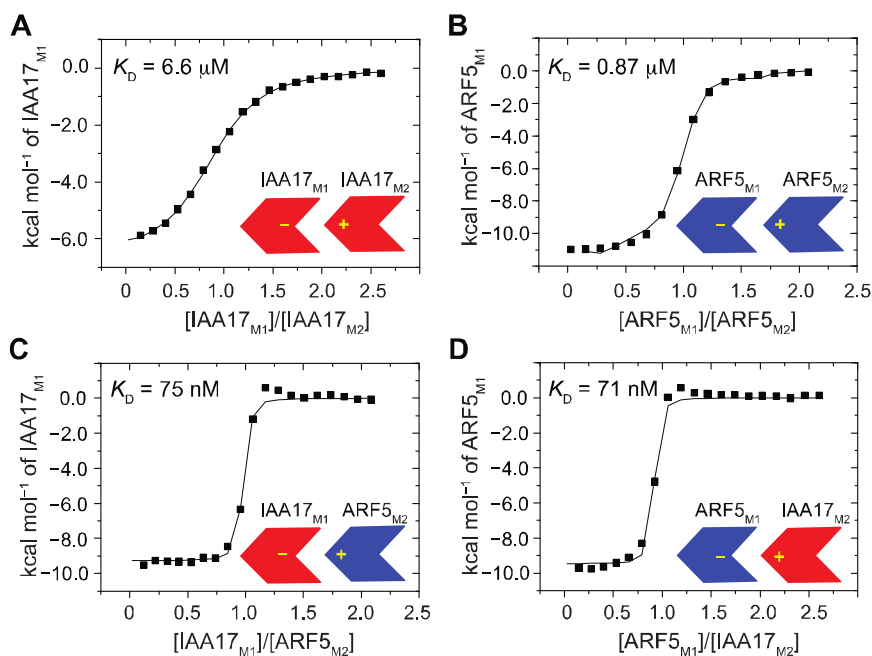 A
K_D = 6.6 µM
kcal mol⁻¹ of IAA17_M1
0.0
−2.0
−4.0
−6.0
IAA17_M1 IAA17_M2
− +
0 0.5 1.0 1.5 2.0 2.5
[IAA17_M1]/[IAA17_M2]
B
K_D = 0.87 µM
kcal mol⁻¹ of ARF5_M1
0.0
−2.0
−4.0
−6.0
−8.0
−10.0
ARF5_M1 ARF5_M2
− +
0 0.5 1.0 1.5 2.0 2.5
[ARF5_M1]/[ARF5_M2]
C
K_D = 75 nM
kcal mol⁻¹ of IAA17_M1
0.0
−2.0
−4.0
−6.0
−8.0
−10.0
IAA17_M1 ARF5_M2
− +
0 0.5 1.0 1.5 2.0 2.5
[IAA17_M1]/[ARF5_M2]
D
K_D = 71 nM
kcal mol⁻¹ of ARF5_M1
0.0
−2.0
−4.0
−6.0
−8.0
−10.0
ARF5_M1 IAA17_M2
− +
0 0.5 1.0 1.5 2.0 2.5
[ARF5_M1]/[IAA17_M2]